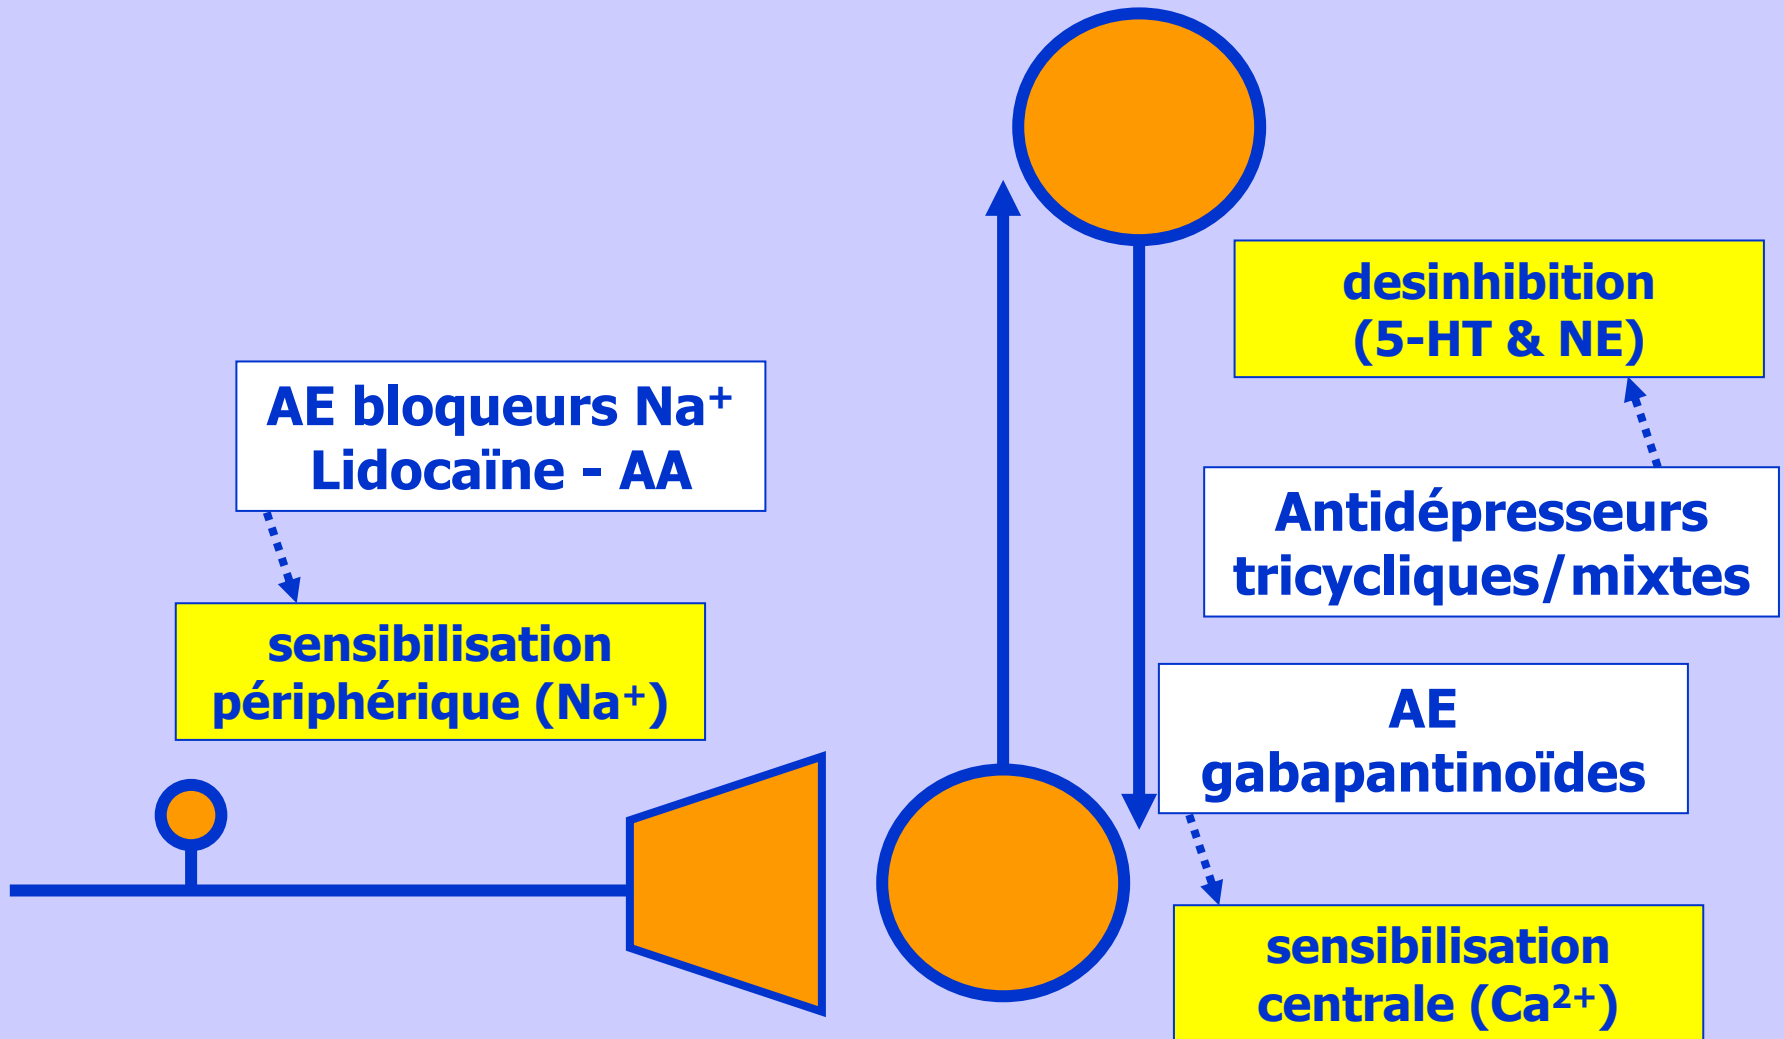 desinhibition
(5-HT & NE)
AE bloqueurs Na⁺
Lidocaïne - AA
Antidépresseurs
tricycliques/mixtes
sensibilisation
périphérique (Na⁺)
AE
gabapantinoïdes
sensibilisation
centrale (Ca²⁺)